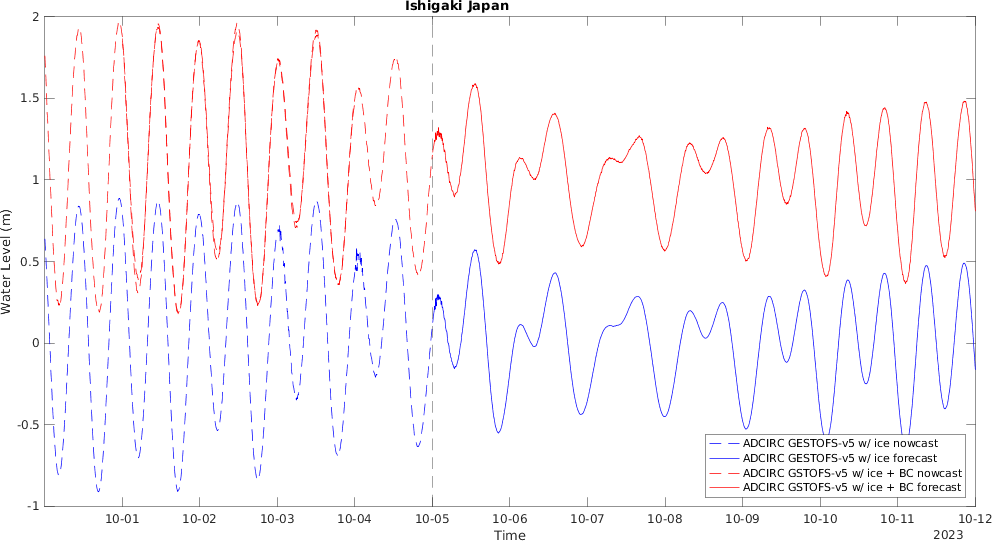 Ishigaki Japan
2
1.5
1
0.5
0
-0.5
-1
Water Level (m)
10-01 10-02 10-03 10-04 10-05 10-06 10-07 10-08 10-09 10-10 10-11 10-12
Time
2023
ADCIRC GESTOFS-v5 w/ ice nowcast
ADCIRC GESTOFS-v5 w/ ice forecast
ADCIRC GSTOFS-v5 w/ ice + BC nowcast
ADCIRC GSTOFS-v5 w/ ice + BC forecast